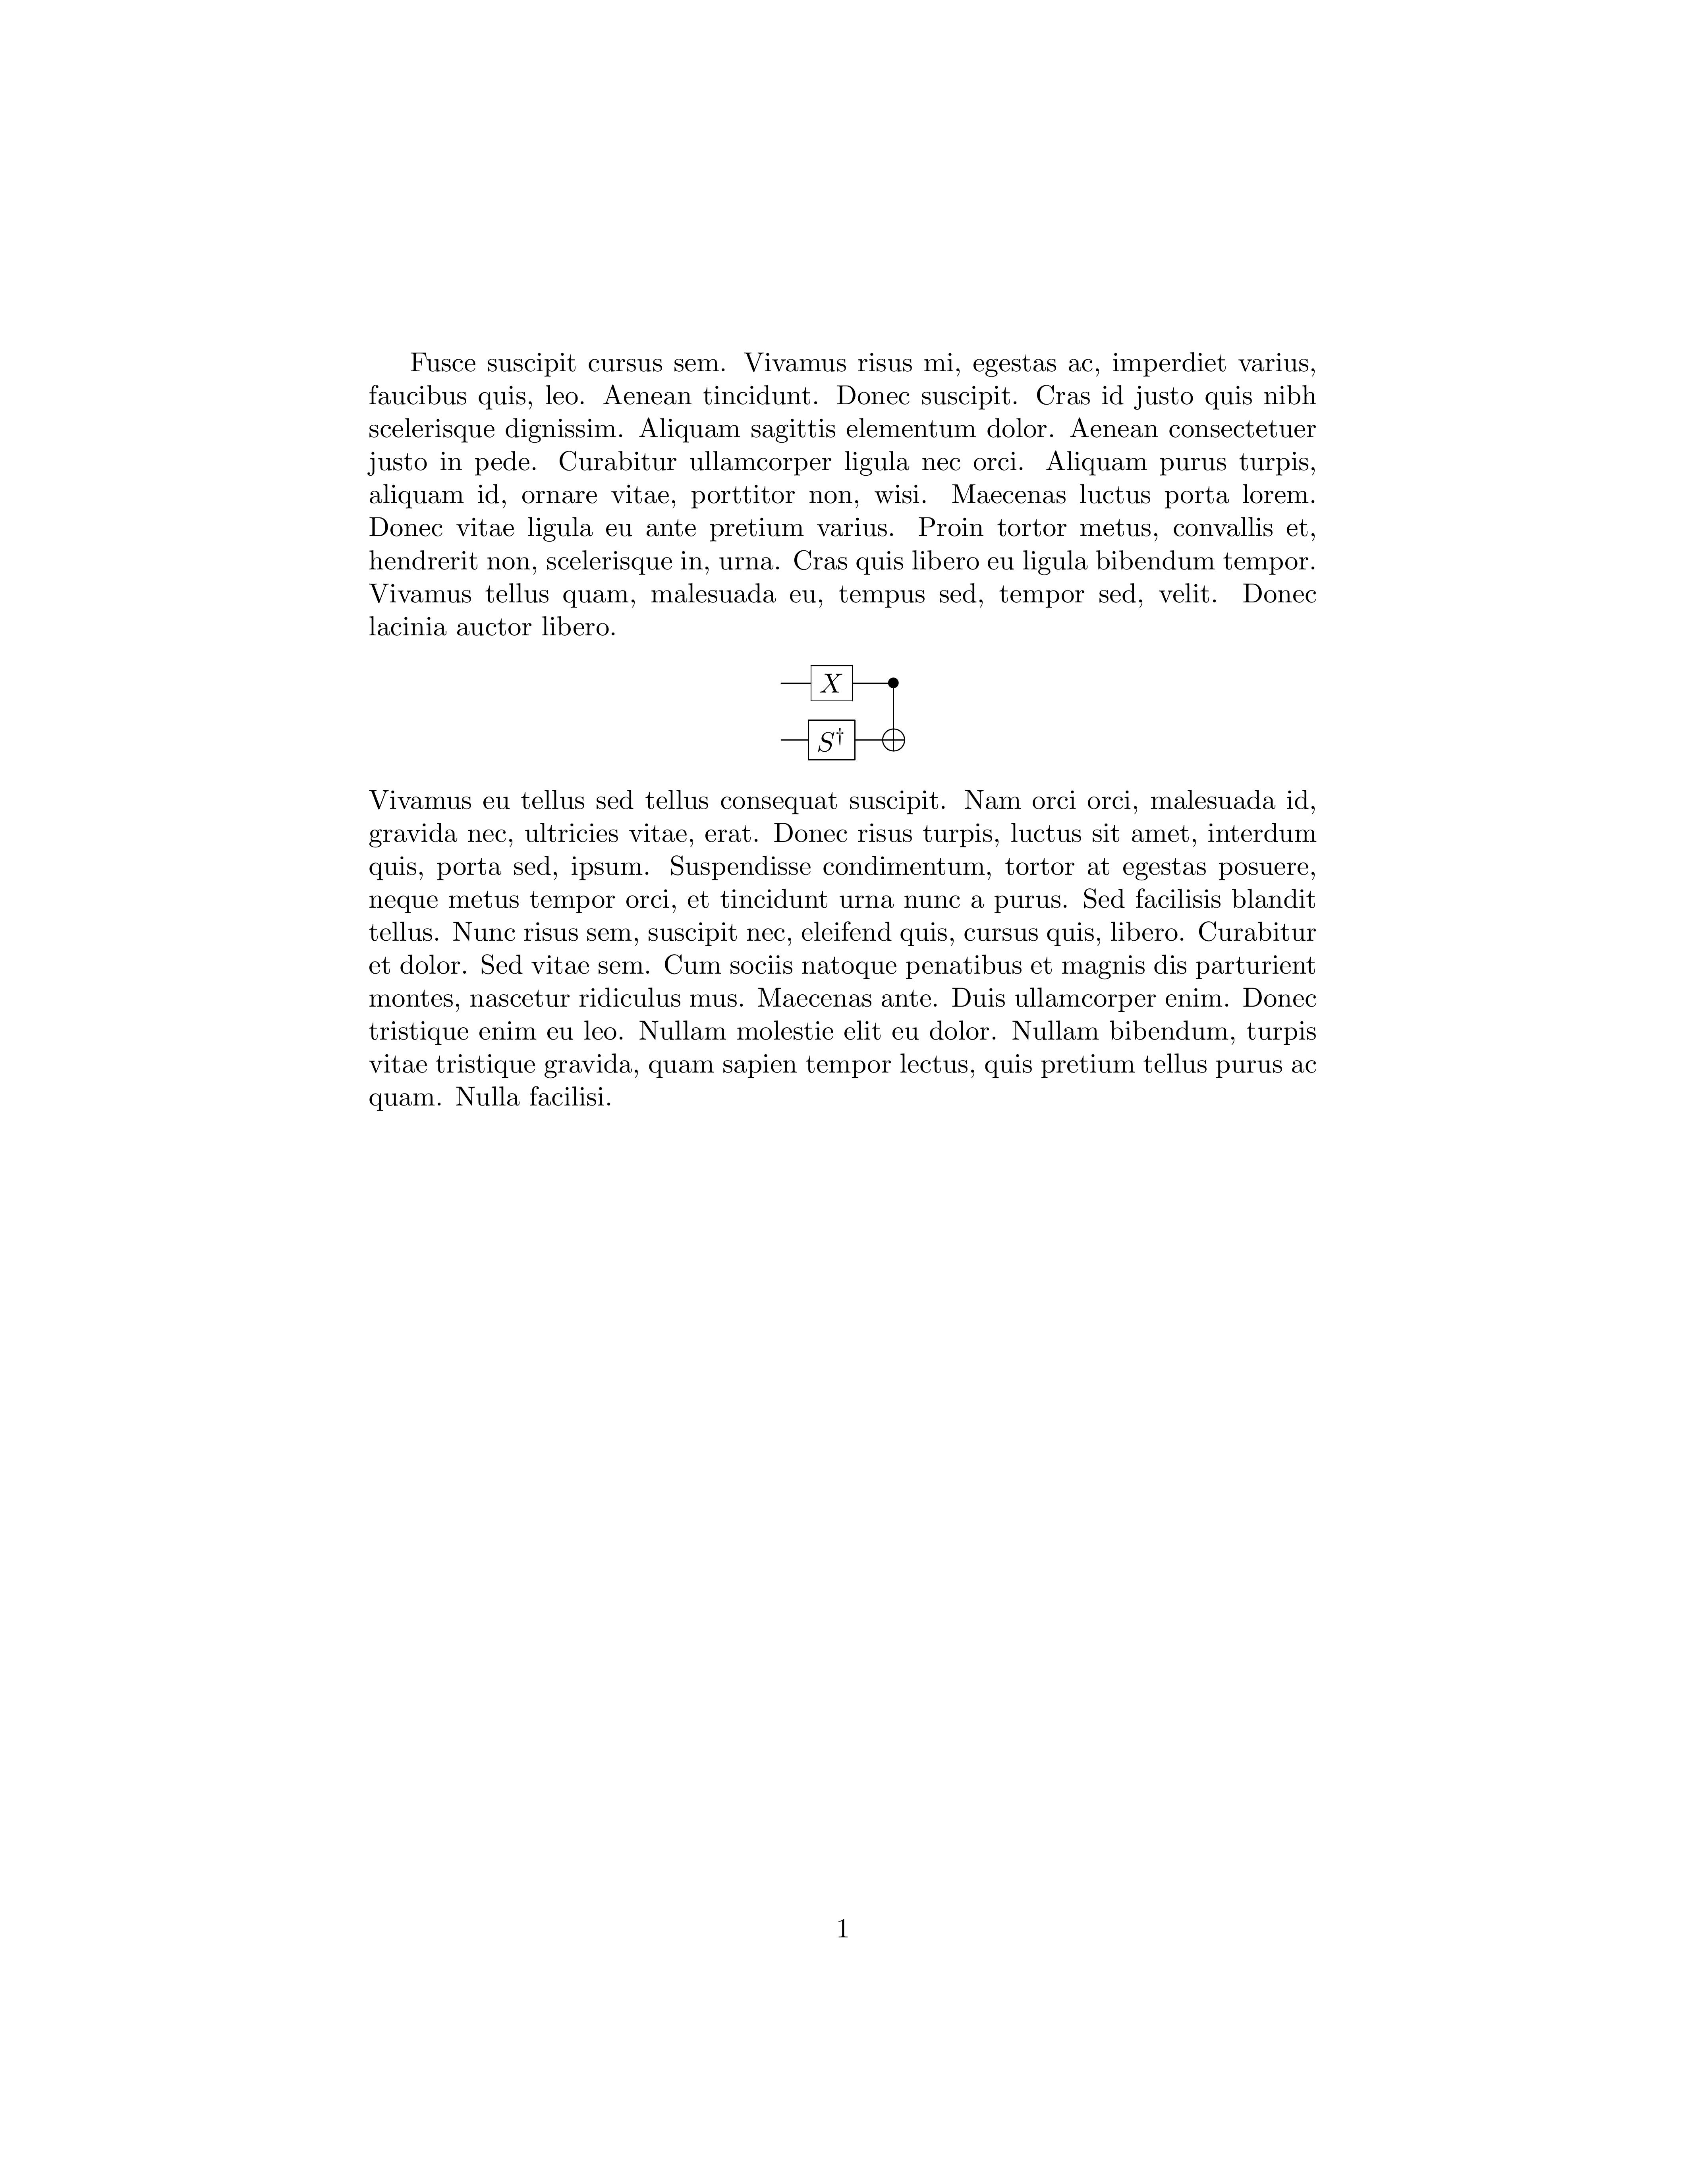 Fusce suscipit cursus sem. Vivamus risus mi, egestas ac, imperdiet varius,
faucibus quis, leo. Aenean tincidunt. Donec suscipit. Cras id justo quis nibh
scelerisque dignissim. Aliquam sagittis elementum dolor. Aenean consectetuer
justo in pede. Curabitur ullamcorper ligula nec orci. Aliquam purus turpis,
aliquam id, ornare vitae, porttitor non, wisi. Maecenas luctus porta lorem.
Donec vitae ligula eu ante pretium varius. Proin tortor metus, convallis et,
hendrerit non, scelerisque in, urna. Cras quis libero eu ligula bibendum tempor.
Vivamus tellus quam, malesuada eu, tempus sed, tempor sed, velit. Donec
lacinia auctor libero.
X
S†
Vivamus eu tellus sed tellus consequat suscipit. Nam orci orci, malesuada id,
gravida nec, ultricies vitae, erat. Donec risus turpis, luctus sit amet, interdum
quis, porta sed, ipsum. Suspendisse condimentum, tortor at egestas posuere,
neque metus tempor orci, et tincidunt urna nunc a purus. Sed facilisis blandit
tellus. Nunc risus sem, suscipit nec, eleifend quis, cursus quis, libero. Curabitur
et dolor. Sed vitae sem. Cum sociis natoque penatibus et magnis dis parturient
montes, nascetur ridiculus mus. Maecenas ante. Duis ullamcorper enim. Donec
tristique enim eu leo. Nullam molestie elit eu dolor. Nullam bibendum, turpis
vitae tristique gravida, quam sapien tempor lectus, quis pretium tellus purus ac
quam. Nulla facilisi.
1